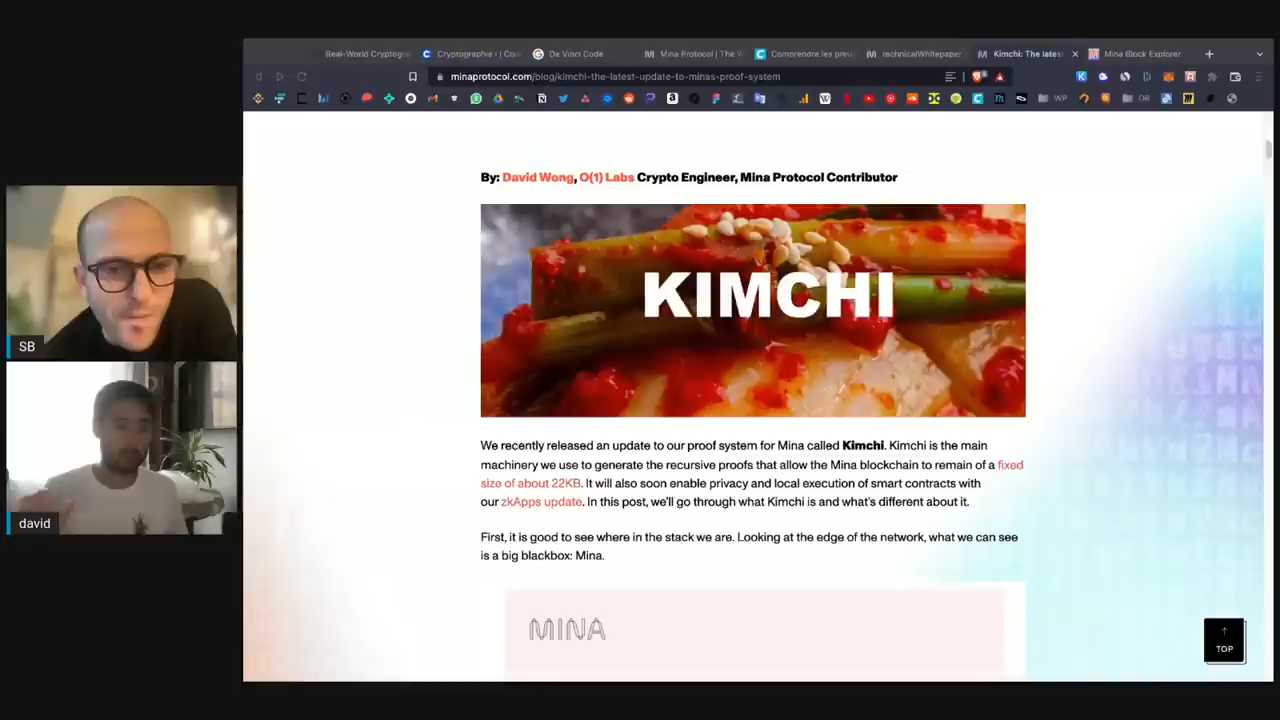 Real-World Cryptogra
Cryptographie I | Cou
Da Vinci Code
Mina Protocol | The W
Comprendre les preu
technicalWhitepaper
Kimchi: The lates
Mina Block Explorer
minaprotocol.com/blog/kimchi-the-latest-update-to-minas-proof-system
WP
OR
By: David Wong, O(1) Labs Crypto Engineer, Mina Protocol Contributor
KIMCHI
SB
david
We recently released an update to our proof system for Mina called Kimchi. Kimchi is the main
machinery we use to generate the recursive proofs that allow the Mina blockchain to remain of a fixed
size of about 22KB. It will also soon enable privacy and local execution of smart contracts with
our zkApps update. In this post, we'll go through what Kimchi is and what's different about it.
First, it is good to see where in the stack we are. Looking at the edge of the network, what we can see
is a big blackbox: Mina.
MINA
TOP